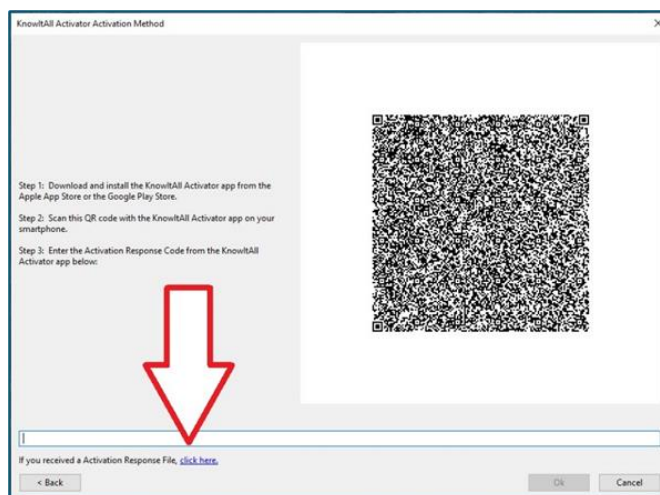 KnowItAll Activator Activation Method
Step 1: Download and install the KnowItAll Activator app from the
Apple App Store or the Google Play Store.
Step 2: Scan this QR code with the KnowItAll Activator app on your
smartphone.
Step 3: Enter the Activation Response Code from the KnowItAll
Activator app below:
If you received a Activation Response File, click here.
< Back
Ok
Cancel